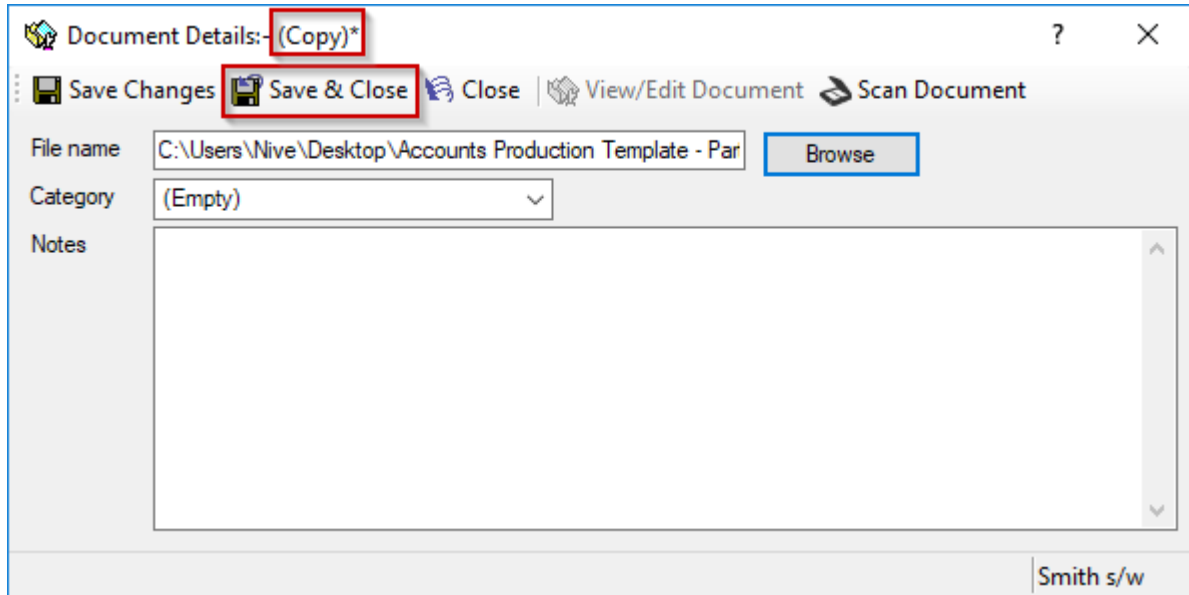 Document Details:- (Copy)*
?
Save Changes Save & Close Close View/Edit Document Scan Document
File name C:\Users\Nive\Desktop\Accounts Production Template - Par Browse
Category (Empty)
Notes
Smith s/w